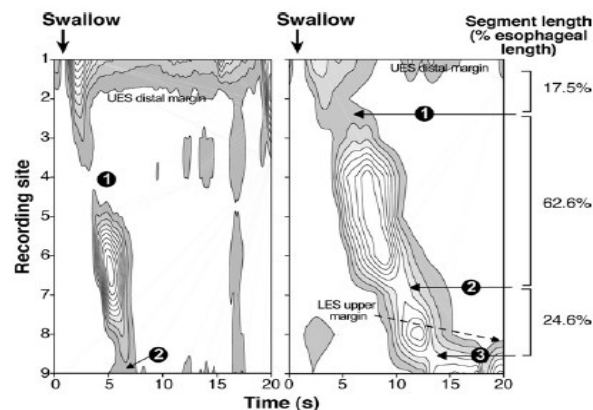 Swallow
Swallow
Segment length
(% esophageal
length)
1
2
3
4
5
6
7
8
9
Recording site
UES distal margin
1
2
0
5
10
15
20
UES distal margin
1
2
LES upper
margin
3
0
5
10
15
20
17.5%
62.6%
24.6%
Time (s)